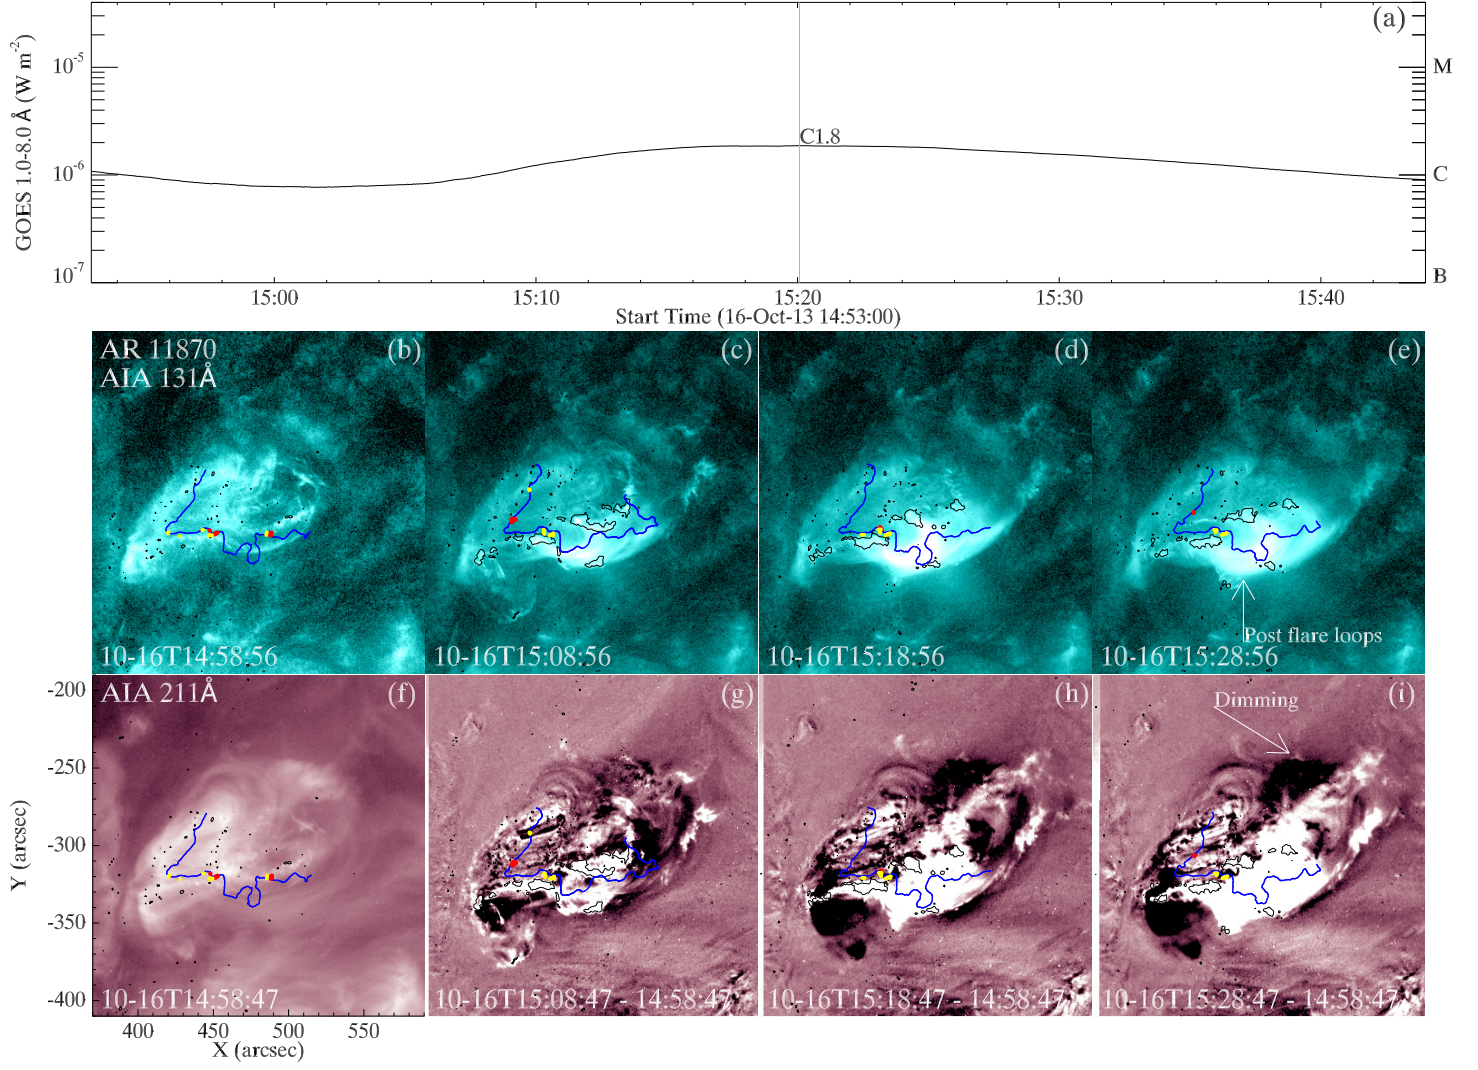 (a)
GOES 1.0-8.0 Å (W m-2)
10-5
10-6
10-7
M
C
B
C1.8
15:00 15:10 15:20 15:30 15:40
Start Time (16-Oct-13 14:53:00)
AR 11870
AIA 131Å
(b) (c) (d) (e)
Post flare loops
10-16T14:58:56 10-16T15:08:56 10-16T15:18:56 10-16T15:28:56
AIA 211Å
(f) (g) (h) (i)
Dimming
10-16T14:58:47 10-16T15:08:47 - 14:58:47 10-16T15:18:47 - 14:58:47 10-16T15:28:47 - 14:58:47
Y (arcsec)
-200
-250
-300
-350
-400
400 450 500 550
X (arcsec)